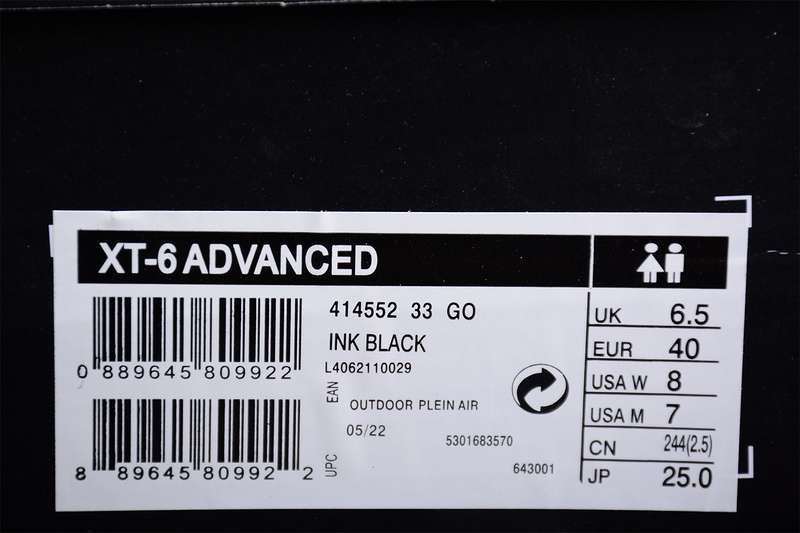 XT-6 ADVANCED
0 889645 809922
8 89645 80992 2
414552 33 GO
INK BLACK
L4062110029
EAN
OUTDOOR PLEIN AIR
05/22
5301683570
UPC
643001
UK 6.5
EUR 40
USA W 8
USA M 7
CN 244(2.5)
JP 25.0